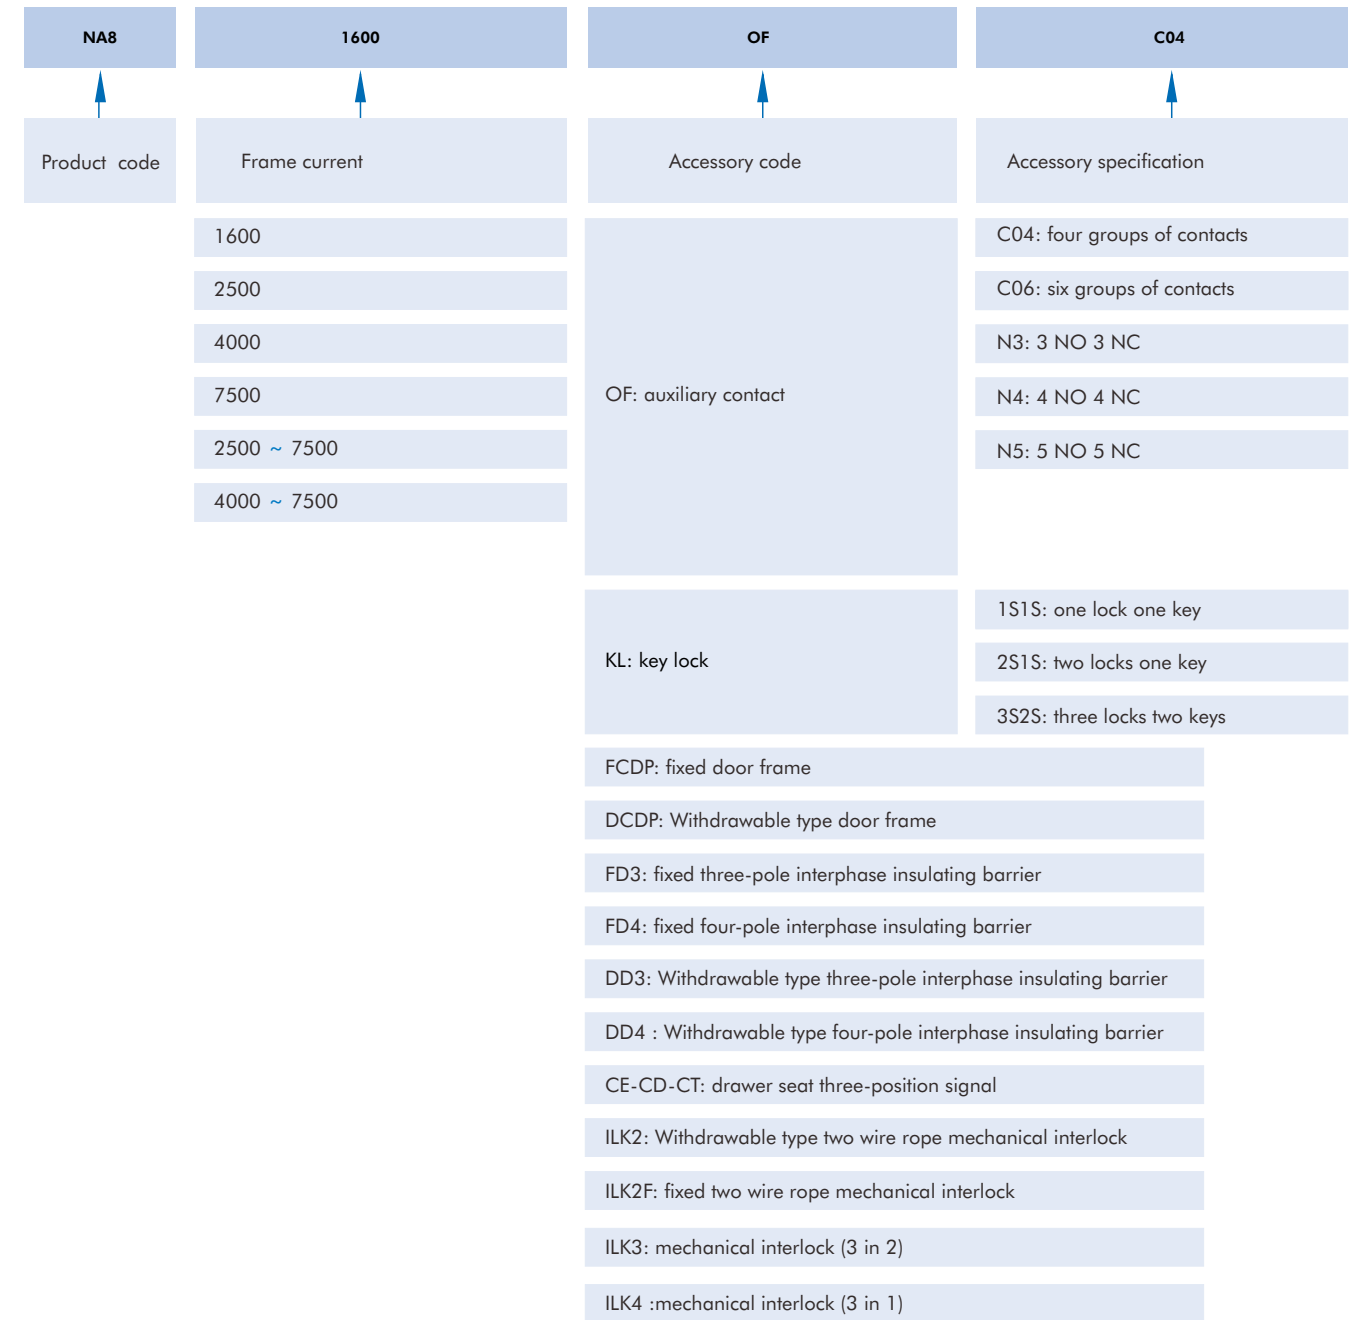 NA8
1600
OF
C04
Product code
Frame current
Accessory code
Accessory specification
1600
2500
4000
7500
2500 ~ 7500
4000 ~ 7500
OF: auxiliary contact
C04: four groups of contacts
C06: six groups of contacts
N3: 3 NO 3 NC
N4: 4 NO 4 NC
N5: 5 NO 5 NC
KL: key lock
1S1S: one lock one key
2S1S: two locks one key
3S2S: three locks two keys
FCDP: fixed door frame
DCDP: Withdrawable type door frame
FD3: fixed three-pole interphase insulating barrier
FD4: fixed four-pole interphase insulating barrier
DD3: Withdrawable type three-pole interphase insulating barrier
DD4 : Withdrawable type four-pole interphase insulating barrier
CE-CD-CT: drawer seat three-position signal
ILK2: Withdrawable type two wire rope mechanical interlock
ILK2F: fixed two wire rope mechanical interlock
ILK3: mechanical interlock (3 in 2)
ILK4 :mechanical interlock (3 in 1)